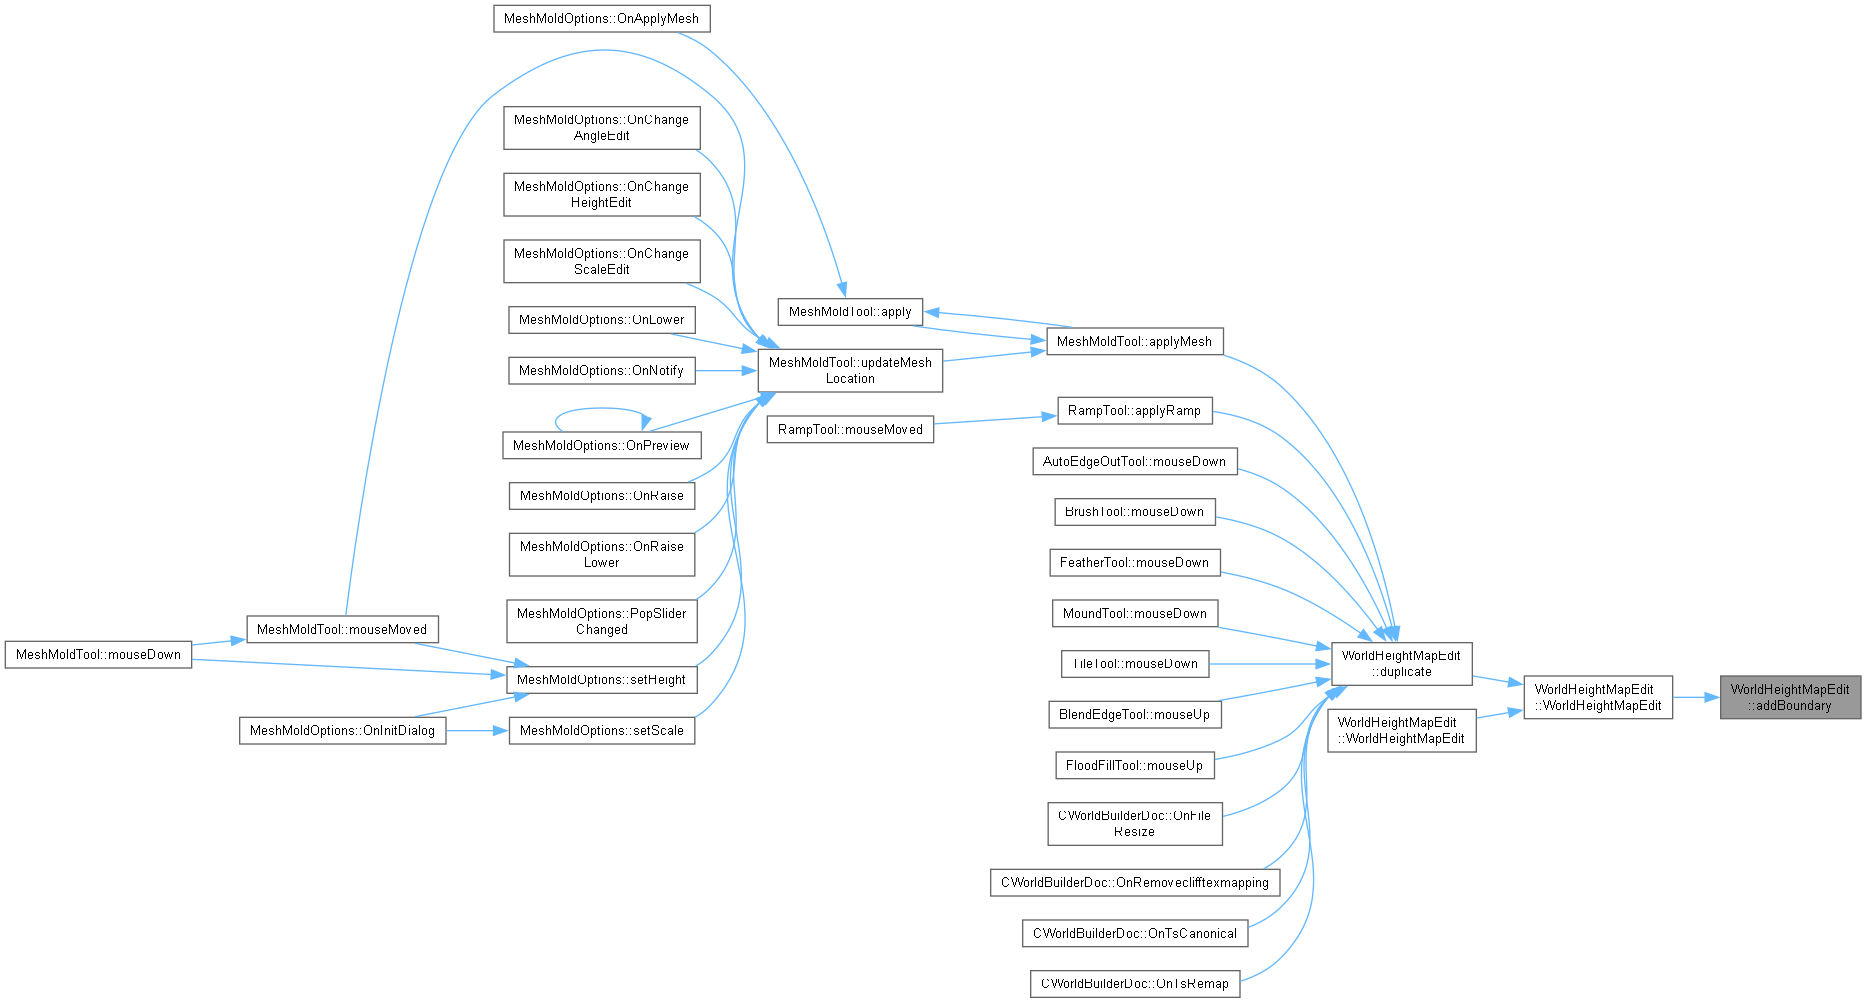 MeshMoldOptions::OnApplyMesh
MeshMoldOptions::OnChange
AngleEdit
MeshMoldOptions::OnChange
HeightEdit
MeshMoldOptions::OnChange
ScaleEdit
MeshMoldOptions::OnLower
MeshMoldOptions::OnNotify
MeshMoldOptions::OnPreview
MeshMoldOptions::OnRaise
MeshMoldOptions::OnRaise
Lower
MeshMoldOptions::PopSlider
Changed
MeshMoldTool::mouseMoved
MeshMoldTool::mouseDown
MeshMoldOptions::setHeight
MeshMoldOptions::OnInitDialog
MeshMoldOptions::setScale
MeshMoldTool::apply
MeshMoldTool::applyMesh
MeshMoldTool::updateMesh
Location
RampTool::applyRamp
RampTool::mouseMoved
AutoEdgeOutTool::mouseDown
BrushTool::mouseDown
FeatherTool::mouseDown
MoundTool::mouseDown
TileTool::mouseDown
BlendEdgeTool::mouseUp
FloodFillTool::mouseUp
CWorldBuilderDoc::OnFile
Resize
CWorldBuilderDoc::OnRemoveclifftexmapping
CWorldBuilderDoc::OnTsCanonical
CWorldBuilderDoc::OnTsRemap
WorldHeightMapEdit
::duplicate
WorldHeightMapEdit
::WorldHeightMapEdit
WorldHeightMapEdit
::WorldHeightMapEdit
WorldHeightMapEdit
::addBoundary